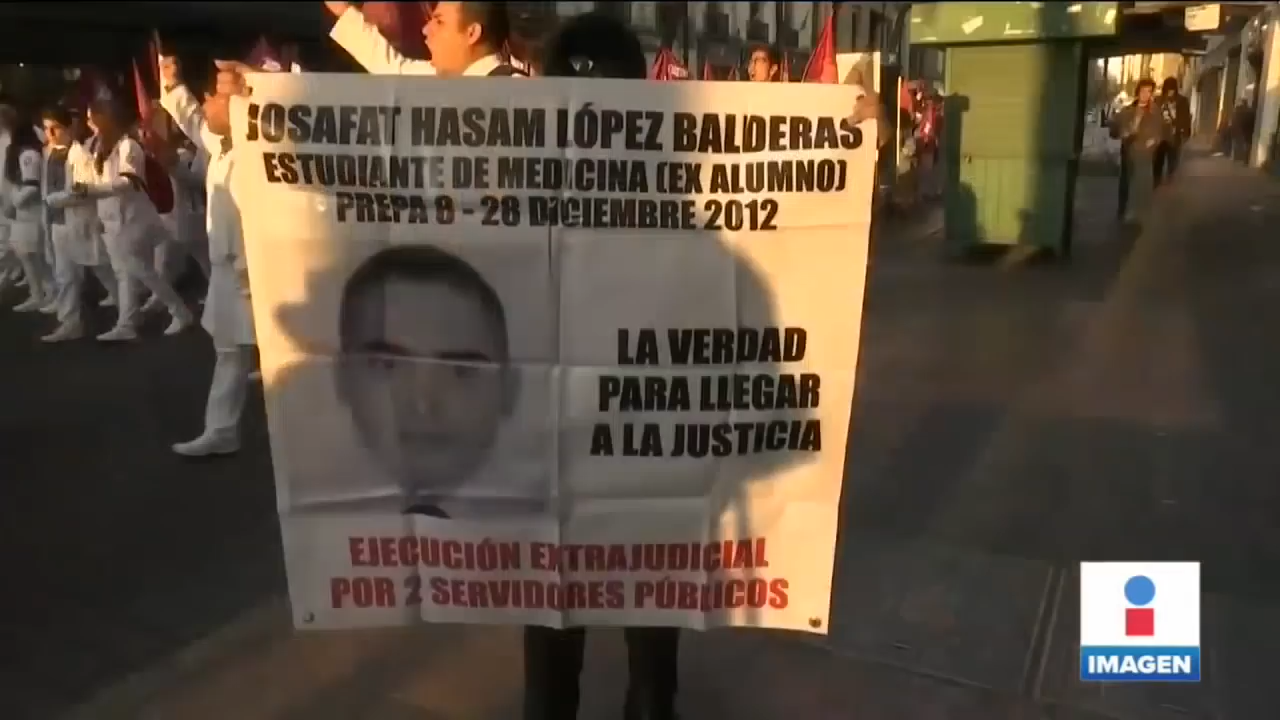 JOSAFAT HASAM LÓPEZ BALDERAS
ESTUDIANTE DE MEDICINA (EX ALUMNO)
PREPA 8 - 28 DICIEMBRE 2012
LA VERDAD
PARA LLEGAR
A LA JUSTICIA
EJECUCIÓN EXTRAJUDICIAL
POR 2 SERVIDORES PÚBLICOS
IMAGEN